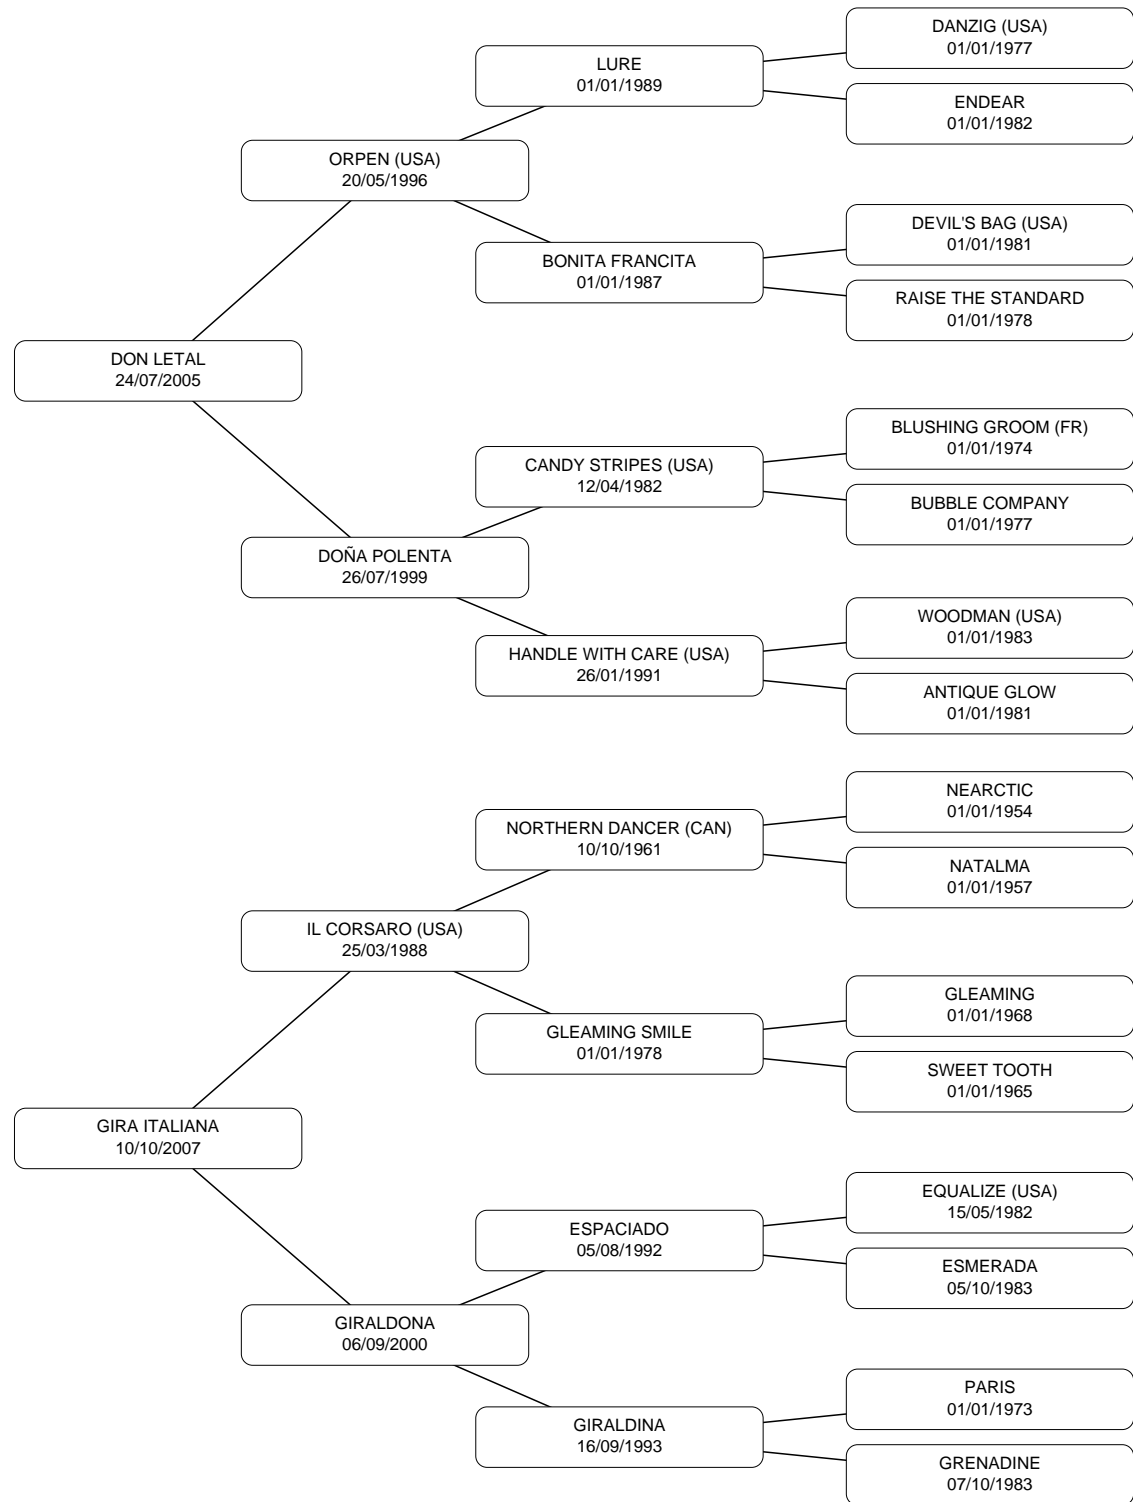 DANZIG (USA)
01/01/1977
LURE
01/01/1989
ENDEAR
01/01/1982
ORPEN (USA)
20/05/1996
DEVIL'S BAG (USA)
01/01/1981
BONITA FRANCITA
01/01/1987
RAISE THE STANDARD
01/01/1978
DON LETAL
24/07/2005
BLUSHING GROOM (FR)
01/01/1974
CANDY STRIPES (USA)
12/04/1982
BUBBLE COMPANY
01/01/1977
DOÑA POLENTA
26/07/1999
WOODMAN (USA)
01/01/1983
HANDLE WITH CARE (USA)
26/01/1991
ANTIQUE GLOW
01/01/1981
NEARCTIC
01/01/1954
NORTHERN DANCER (CAN)
10/10/1961
NATALMA
01/01/1957
IL CORSARO (USA)
25/03/1988
GLEAMING
01/01/1968
GLEAMING SMILE
01/01/1978
SWEET TOOTH
01/01/1965
GIRA ITALIANA
10/10/2007
EQUALIZE (USA)
15/05/1982
ESPACIADO
05/08/1992
ESMERADA
05/10/1983
GIRALDONA
06/09/2000
PARIS
01/01/1973
GIRALDINA
16/09/1993
GRENADINE
07/10/1983